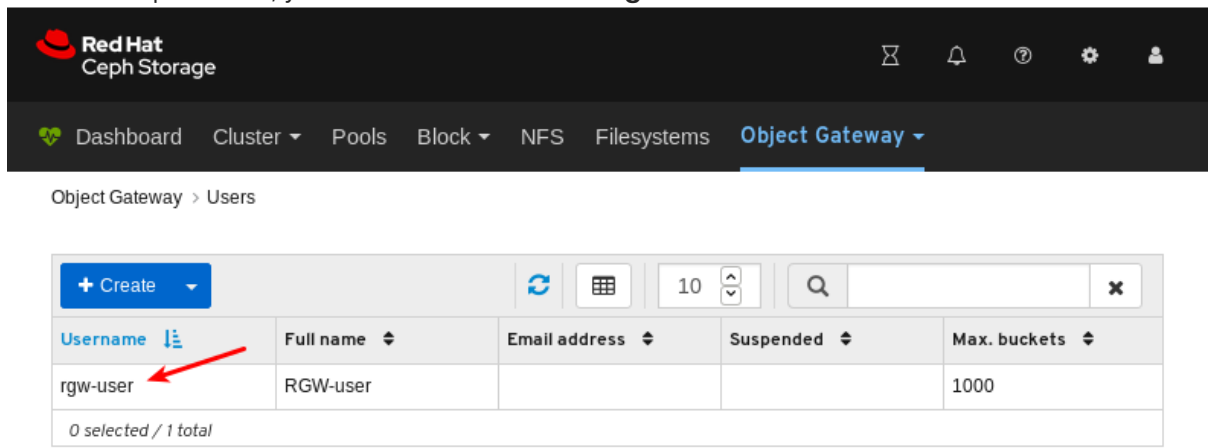 Red Hat
Ceph Storage
Dashboard Cluster Pools Block NFS Filesystems Object Gateway
Object Gateway > Users
+ Create 10
Username Full name Email address Suspended Max. buckets
rgw-user RGW-user 1000
0 selected / 1 total